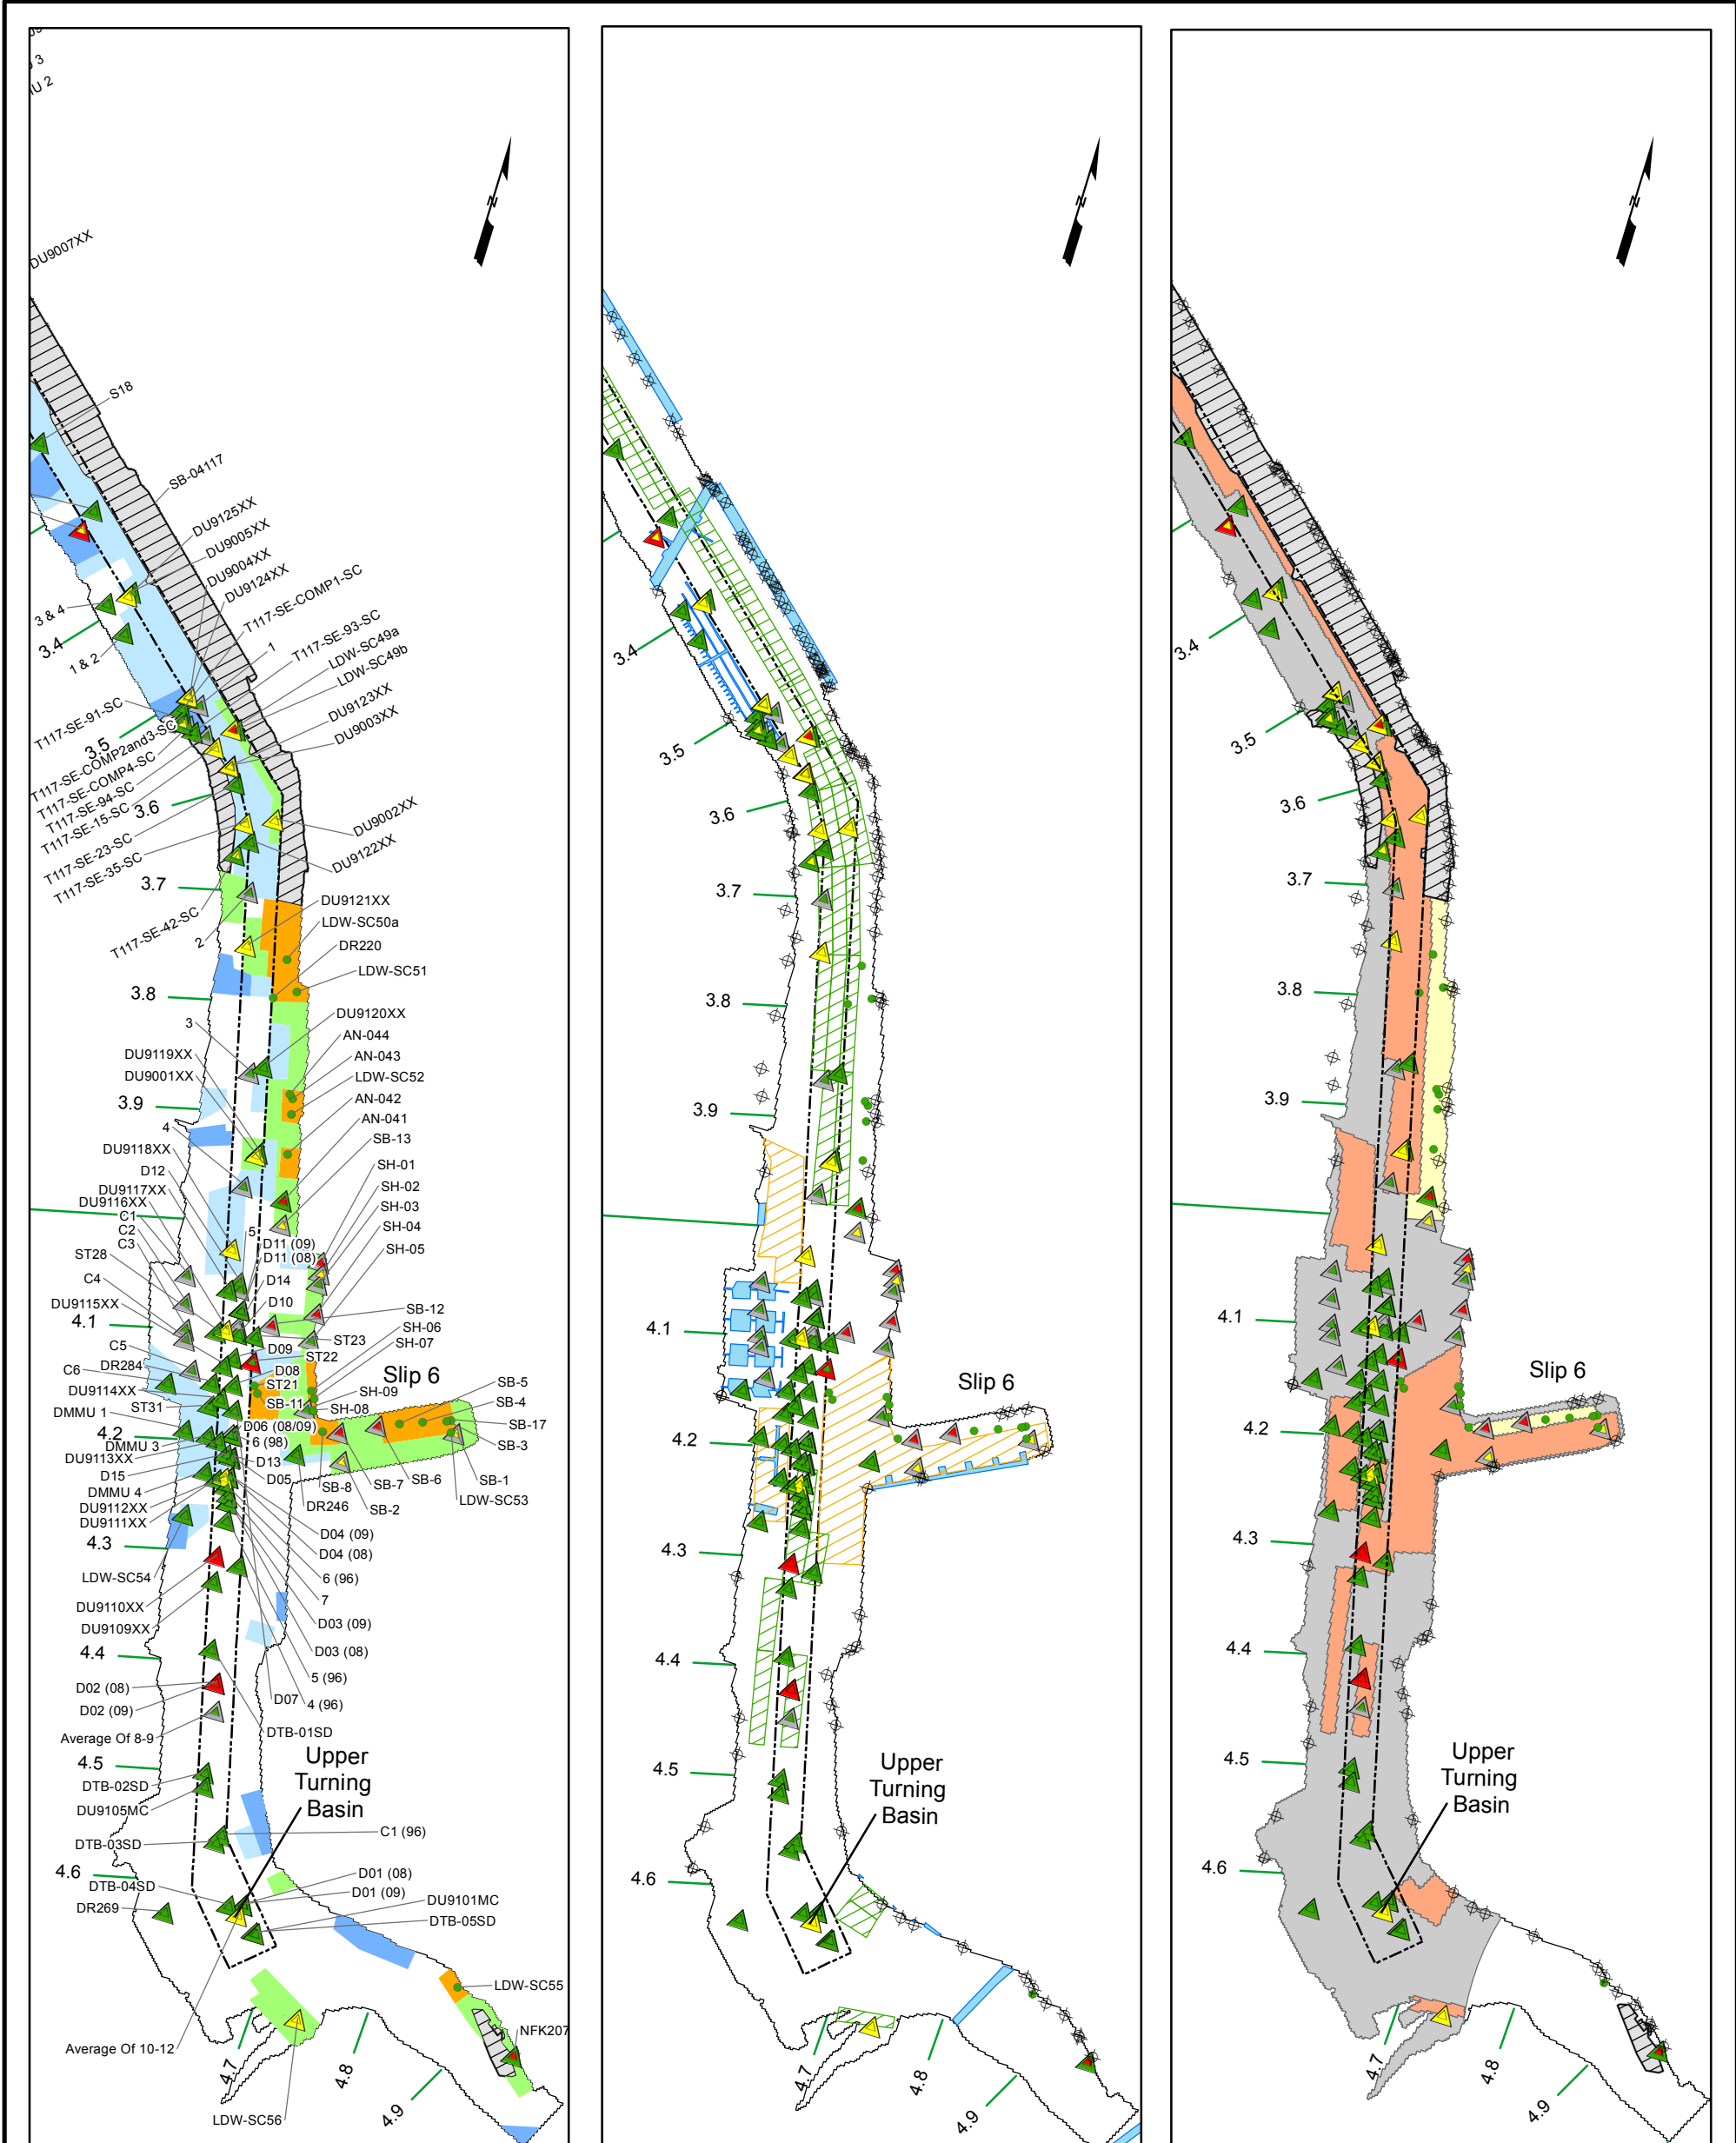 DU9007XX
S18
SB-04117
DU9125XX
DU9005XX
DU9004XX
DU9124XX
T117-SE-COMP1-SC
3 & 4
3.4
1 & 2
1
T117-SE-93-SC
LDW-SC49a
LDW-SC49b
T117-SE-91-SC
3.5
DU9123XX
DU9003XX
T117-SE-COMP2and3-SC
T117-SE-COMP4-SC
T117-SE-94-SC
T117-SE-15-SC
3.6
T117-SE-23-SC
T117-SE-35-SC
DU9002XX
DU9122XX
3.7
T117-SE-42-SC
2
DU9121XX
LDW-SC50a
DR220
LDW-SC51
3.8
3
DU9120XX
AN-044
DU9119XX
AN-043
DU9001XX
LDW-SC52
3.9
AN-042
4
AN-041
DU9118XX
SB-13
D12
SH-01
DU9117XX
SH-02
DU9116XX
C1
SH-03
C2
5
SH-04
C3
D11 (09)
SH-05
ST28
D11 (08)
C4
D14
DU9115XX
D10
SB-12
4.1
SH-06
ST23
SH-07
C5
D09
ST22
DR284
C6
D08
Slip 6
DU9114XX
ST21
SH-09
SB-5
ST31
SB-11
SH-08
SB-4
DMMU 1
D06 (08/09)
SB-17
4.2
6 (98)
SB-3
DMMU 3
DU9113XX
D13
D15
D05
SB-8
SB-7
SB-6
SB-1
DMMU 4
LDW-SC53
DU9112XX
DR246
SB-2
DU9111XX
D04 (09)
4.3
D04 (08)
LDW-SC54
6 (96)
7
DU9110XX
D03 (09)
DU9109XX
D03 (08)
4.4
5 (96)
D02 (08)
D07
4 (96)
D02 (09)
DTB-01SD
Average Of 8-9
4.5
Upper
Turning
Basin
DTB-02SD
DU9105MC
C1 (96)
DTB-03SD
4.6
D01 (08)
DTB-04SD
D01 (09)
DR269
DU9101MC
DTB-05SD
LDW-SC55
NFK207
Average Of 10-12
4.7
4.8
4.9
LDW-SC56
N
3.4
3.5
3.6
3.7
3.8
3.9
4.1
Slip 6
4.2
4.3
4.4
4.5
Upper
Turning
Basin
4.6
4.7
4.8
4.9
N
3.4
3.5
3.6
3.7
3.8
3.9
4.1
Slip 6
4.2
4.3
4.4
4.5
Upper
Turning
Basin
4.6
4.7
4.8
4.9
N